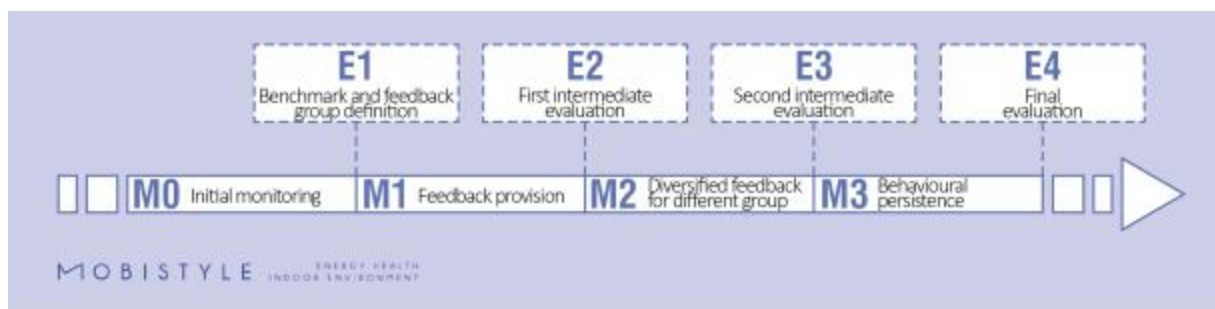 E1
Benchmark and feedback
group definition
E2
First intermediate
evaluation
E3
Second intermediate
evaluation
E4
Final
evaluation
M0 Initial monitoring
M1 Feedback provision
M2 Diversified feedback
for different group
M3 Behavioural
persistence
MOBISTYLE
ENERGY HEALTH
INDOOR ENVIRONMENT